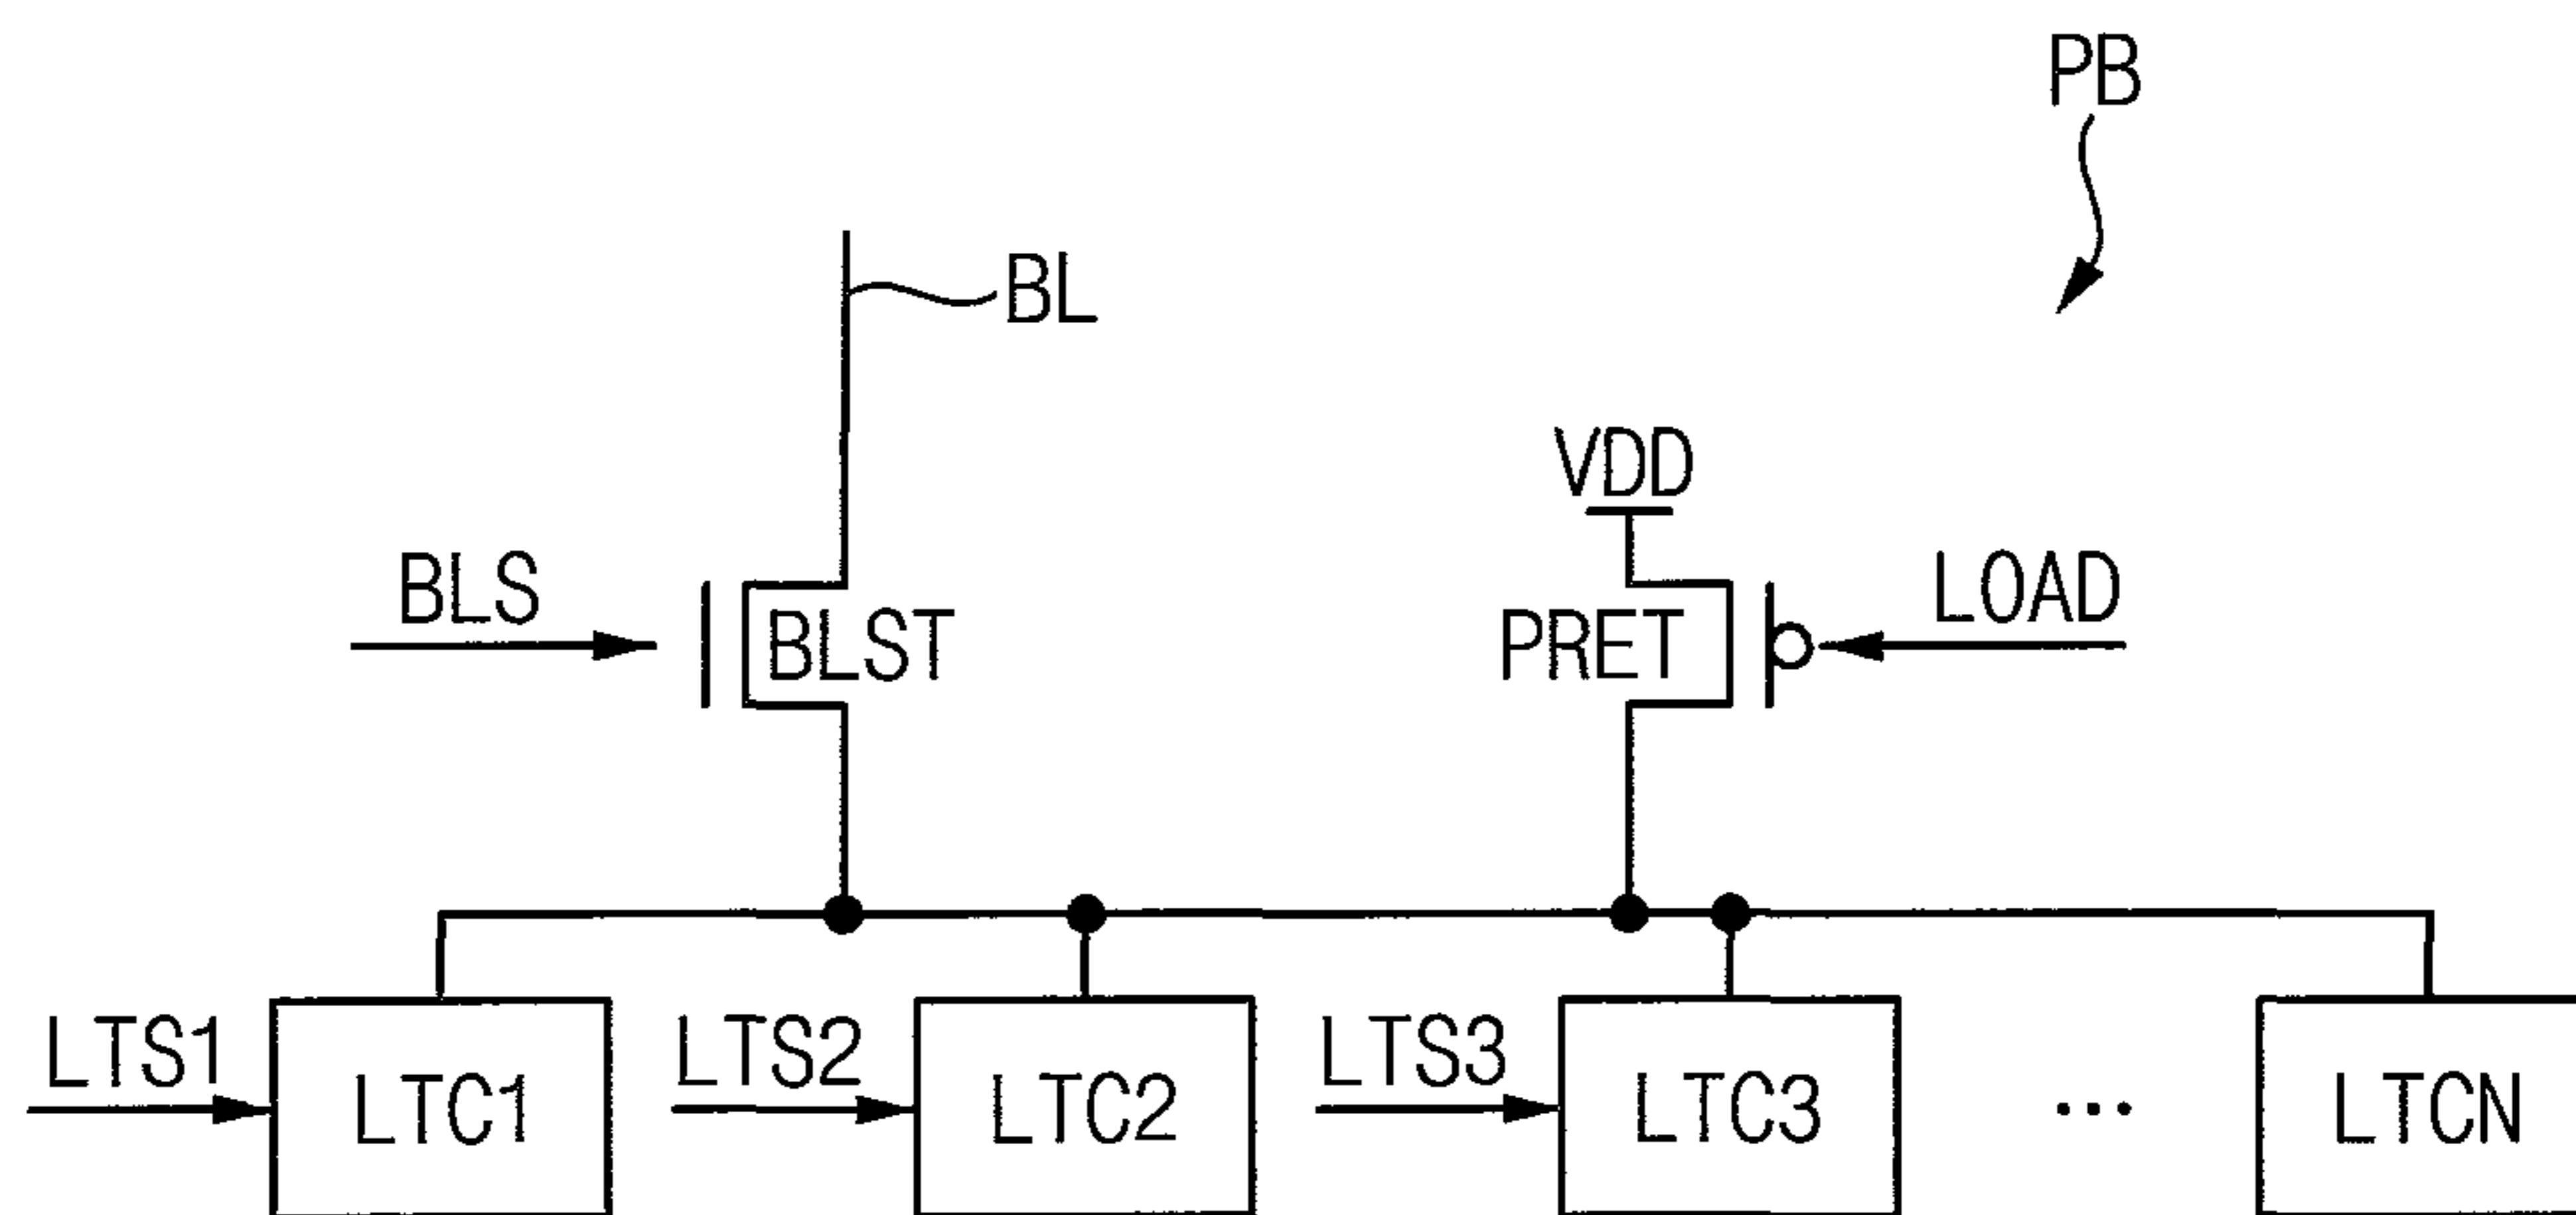 PB
BL
VDD
BLS
LOAD
BLST
PRET
LTS1
LTS2
LTS3
LTC1
LTC2
LTC3
...
LTCN